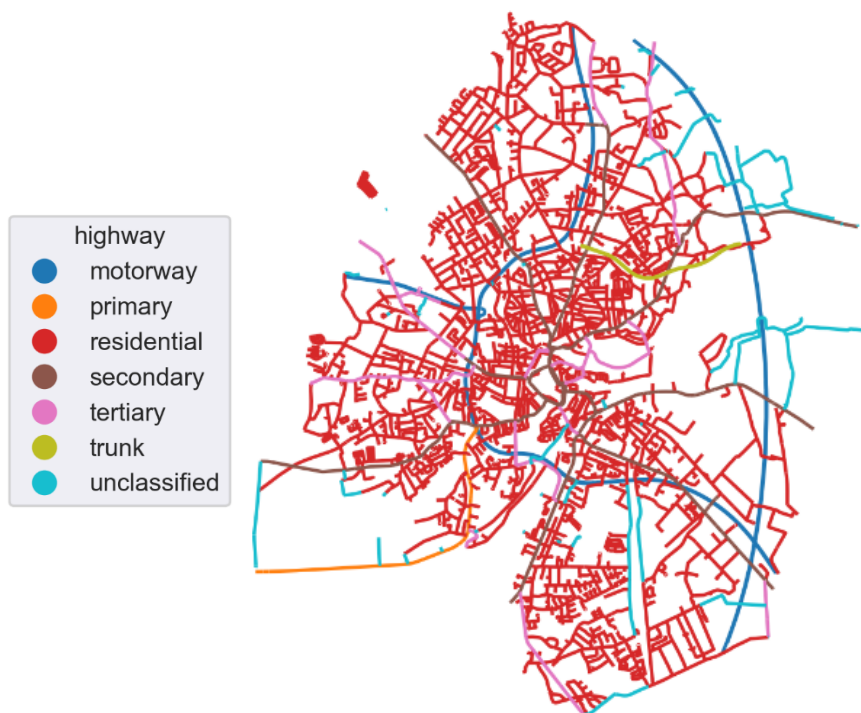 highway
motorway
primary
residential
secondary
tertiary
trunk
unclassified